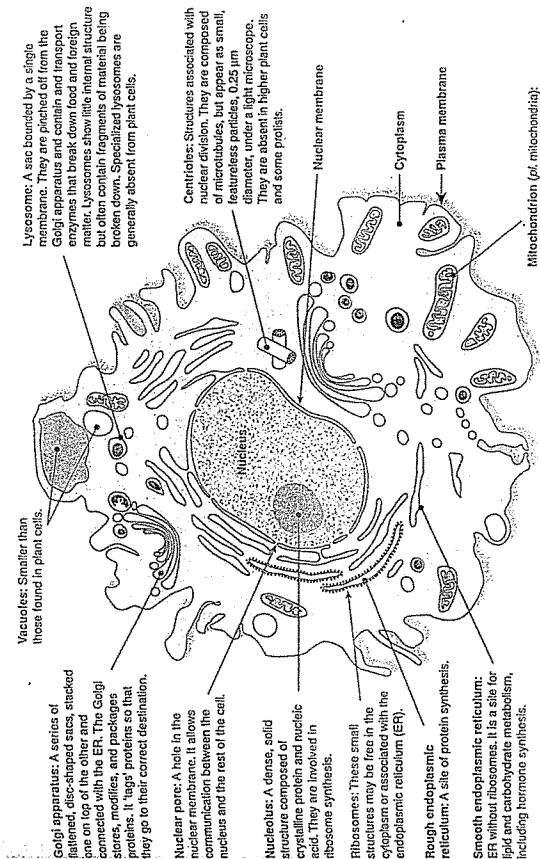 Vacuoles: Smaller than
those found in plant cells.
Golgi apparatus: A series of
flattened, disc-shaped sacs, stacked
one on top of the other and
connected with the ER. The Golgi
stores, modifies, and packages
proteins. It 'tags' proteins so that
they go to their correct destination.
Nuclear pore: A hole in the
nuclear membrane. It allows
communication between the
nucleus and the rest of the cell.
Nucleolus: A dense, solid
structure composed of
crystalline protein and nucleic
acid. They are involved in
ribosome synthesis.
Ribosomes: These small
structures may be free in the
cytoplasm or associated with the
endoplasmic reticulum (ER).
Rough endoplasmic
reticulum: A site of protein synthesis.
Smooth endoplasmic reticulum:
ER without ribosomes. It is a site for
lipid and carbohydrate metabolism,
including hormone synthesis.
Nucleus
Lysosome: A sac bounded by a single
membrane. They are pinched off from the
Golgi apparatus and contain and transport
enzymes that break down food and foreign
matter. Lysosomes show little internal structure
but often contain fragments of material being
broken down. Specialized lysosomes are
generally absent from plant cells.
Centrioles: Structures associated with
nuclear division. They are composed
of microtubules, but appear as small,
featureless particles, 0.25 µm
diameter, under a light microscope.
They are absent in higher plant cells
and some protists.
Nuclear membrane
Cytoplasm
Plasma membrane
Mitochondrion (pl. mitochondria):